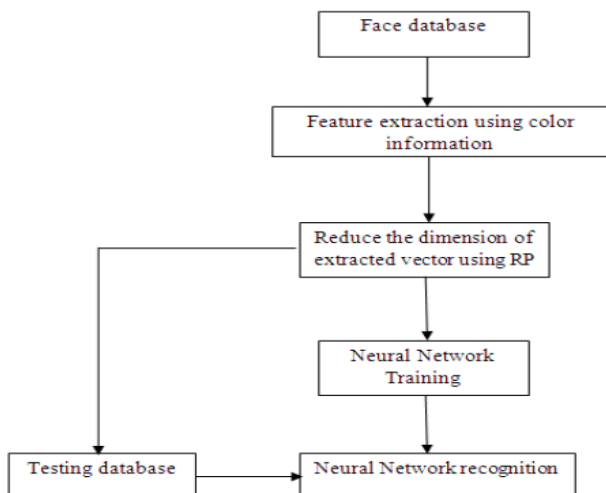 Face database
Feature extraction using color
information
Reduce the dimension of
extracted vector using RP
Neural Network
Training
Testing database
Neural Network recognition